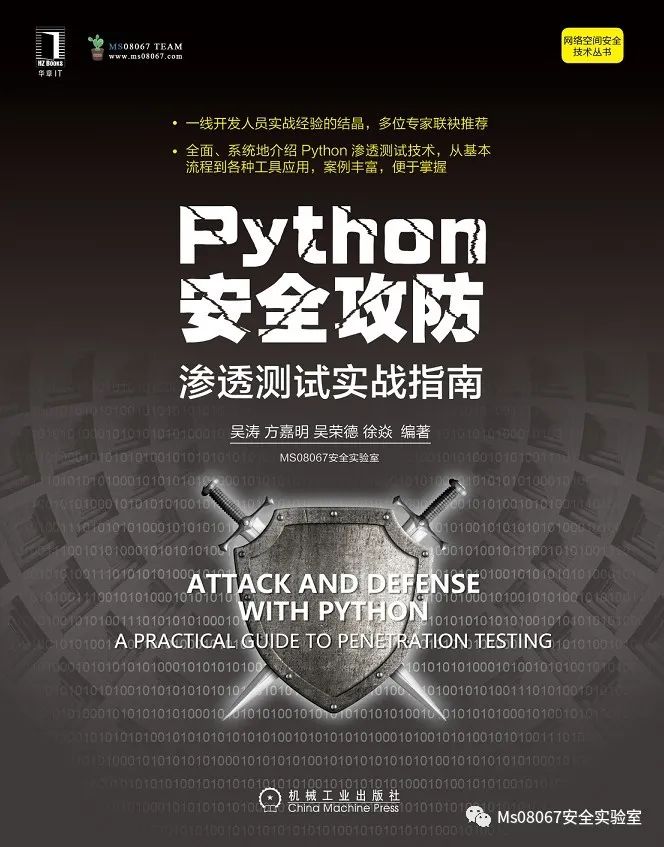 HZ Books
华章IT
MS08067 TEAM
www.ms08067.com
网络空间安全
技术丛书
• 一线开发人员实战经验的结晶，多位专家联袂推荐
• 全面、系统地介绍 Python 渗透测试技术，从基本
流程到各种工具应用，案例丰富，便于掌握
Python
安全攻防
渗透测试实战指南
吴涛 方嘉明 吴荣德 徐焱 编著
MS08067安全实验室
ATTACK AND DEFENSE
WITH PYTHON
A PRACTICAL GUIDE TO PENETRATION TESTING
机械工业出版社
China Machine Press
Ms08067安全实验室